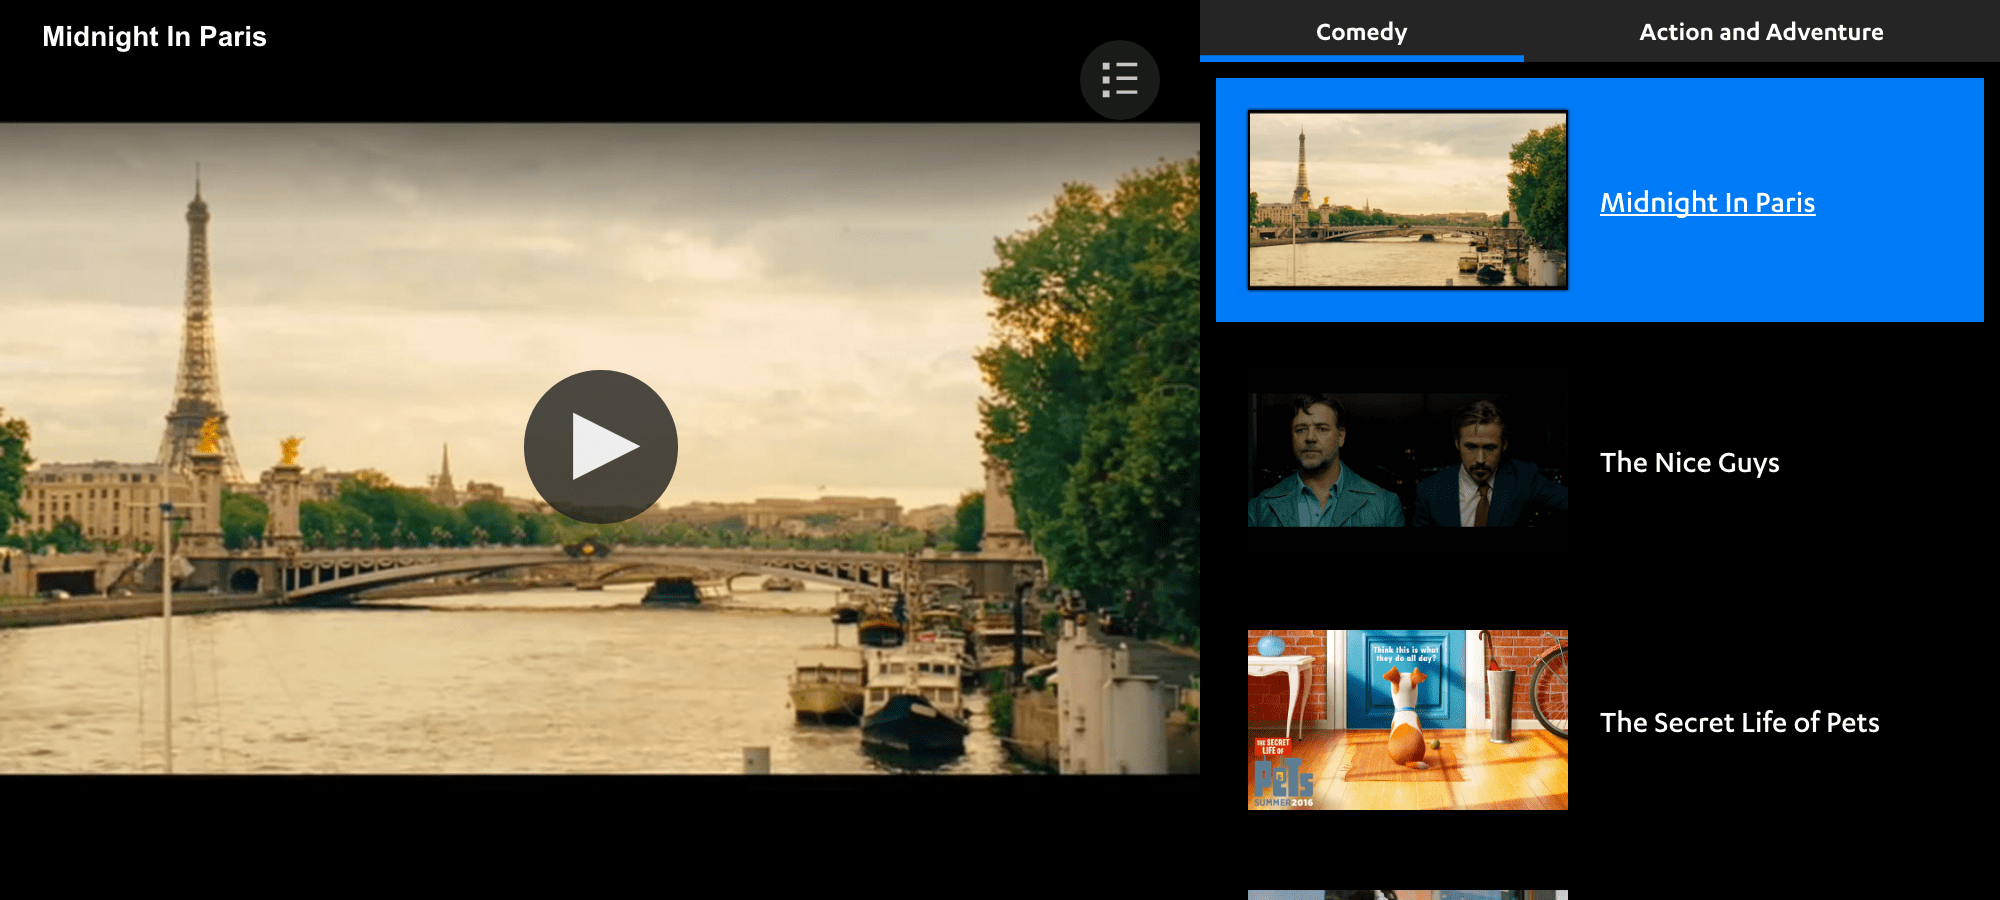 Midnight In Paris
Comedy
Action and Adventure
Midnight In Paris
The Nice Guys
Think this is what
they do all day?
THE SECRET
LIFE OF
PETS
SUMMER 2016
The Secret Life of Pets